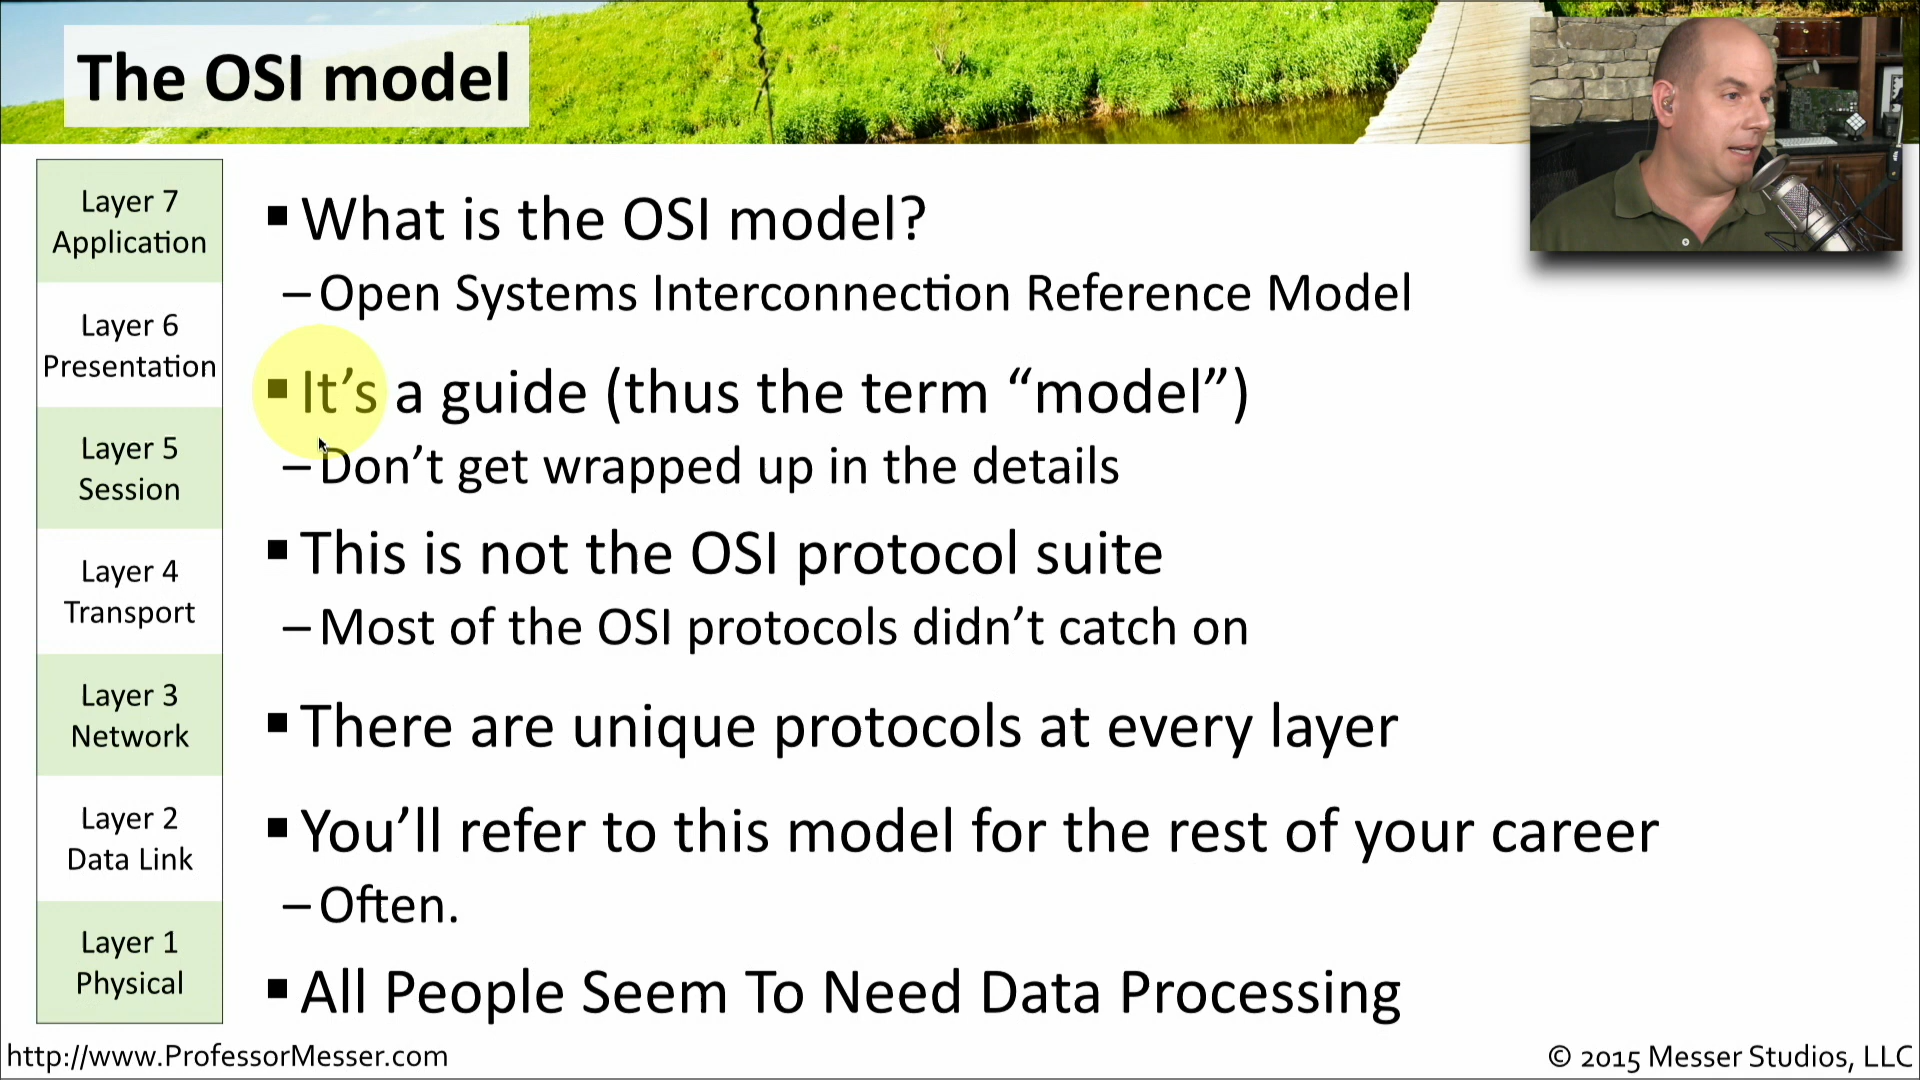 The OSI model
Layer 7
Application
Layer 6
Presentation
Layer 5
Session
Layer 4
Transport
Layer 3
Network
Layer 2
Data Link
Layer 1
Physical
▪ What is the OSI model?
– Open Systems Interconnection Reference Model
▪ It’s a guide (thus the term “model”)
– Don’t get wrapped up in the details
▪ This is not the OSI protocol suite
– Most of the OSI protocols didn’t catch on
▪ There are unique protocols at every layer
▪ You’ll refer to this model for the rest of your career
– Often.
▪ All People Seem To Need Data Processing
http://www.ProfessorMesser.com
© 2015 Messer Studios, LLC